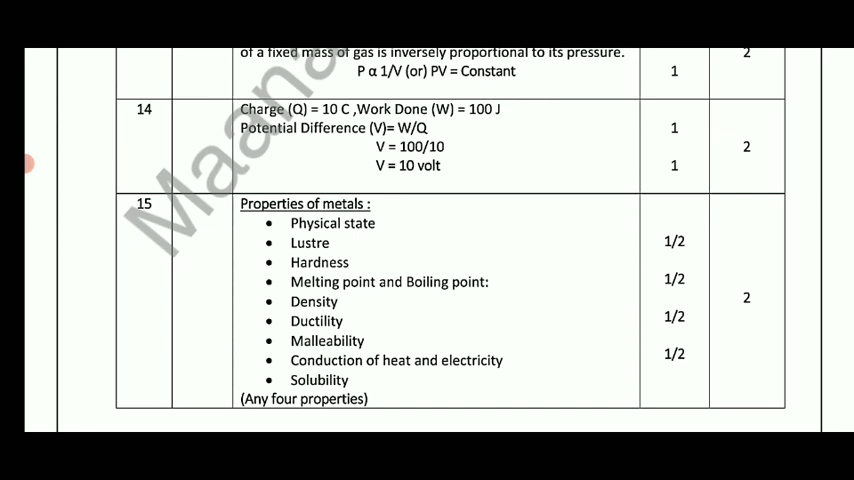 of a fixed mass of gas is inversely proportional to its pressure.
2
P α 1/V (or) PV = Constant
1
14
Charge (Q) = 10 C ,Work Done (W) = 100 J
Potential Difference (V)= W/Q
1
V = 100/10
2
V = 10 volt
1
15
Properties of metals :
• Physical state
• Lustre
1/2
• Hardness
• Melting point and Boiling point:
1/2
• Density
2
• Ductility
1/2
• Malleability
1/2
• Conduction of heat and electricity
• Solubility
(Any four properties)
Maana